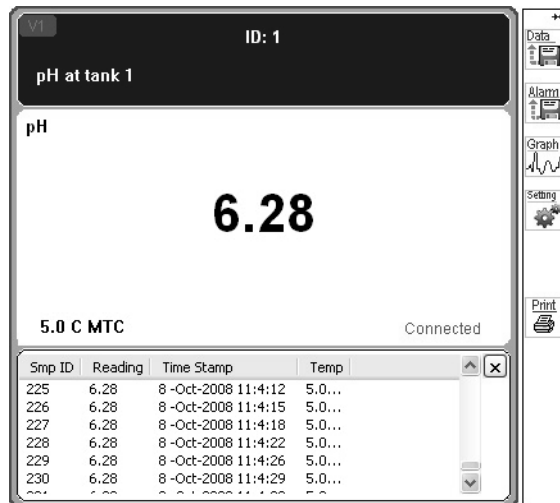 V1
ID: 1
pH at tank 1
pH
6.28
5.0 C MTC
Connected
Smp ID Reading Time Stamp Temp
225 6.28 8 -Oct-2008 11:4:12 5.0...
226 6.28 8 -Oct-2008 11:4:15 5.0...
227 6.28 8 -Oct-2008 11:4:18 5.0...
228 6.28 8 -Oct-2008 11:4:22 5.0...
229 6.28 8 -Oct-2008 11:4:26 5.0...
230 6.28 8 -Oct-2008 11:4:29 5.0...
Data
Alarm
Graph
Setting
Print